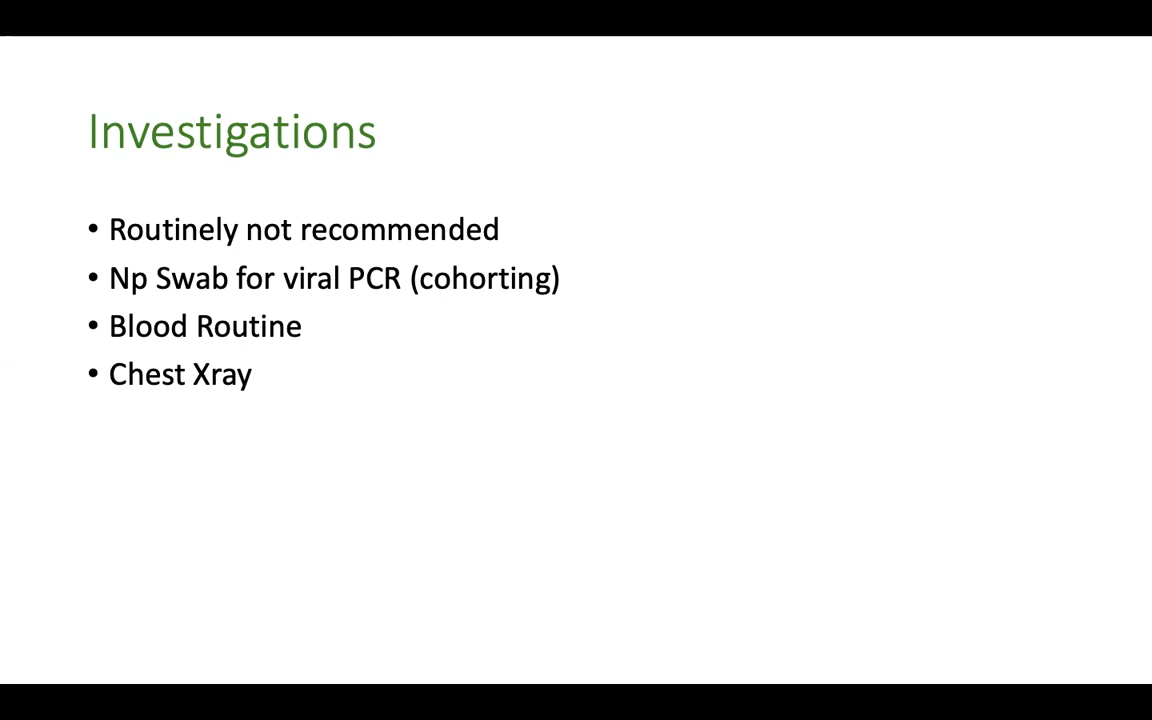 Investigations
• Routinely not recommended
• Np Swab for viral PCR (cohorting)
• Blood Routine
• Chest Xray